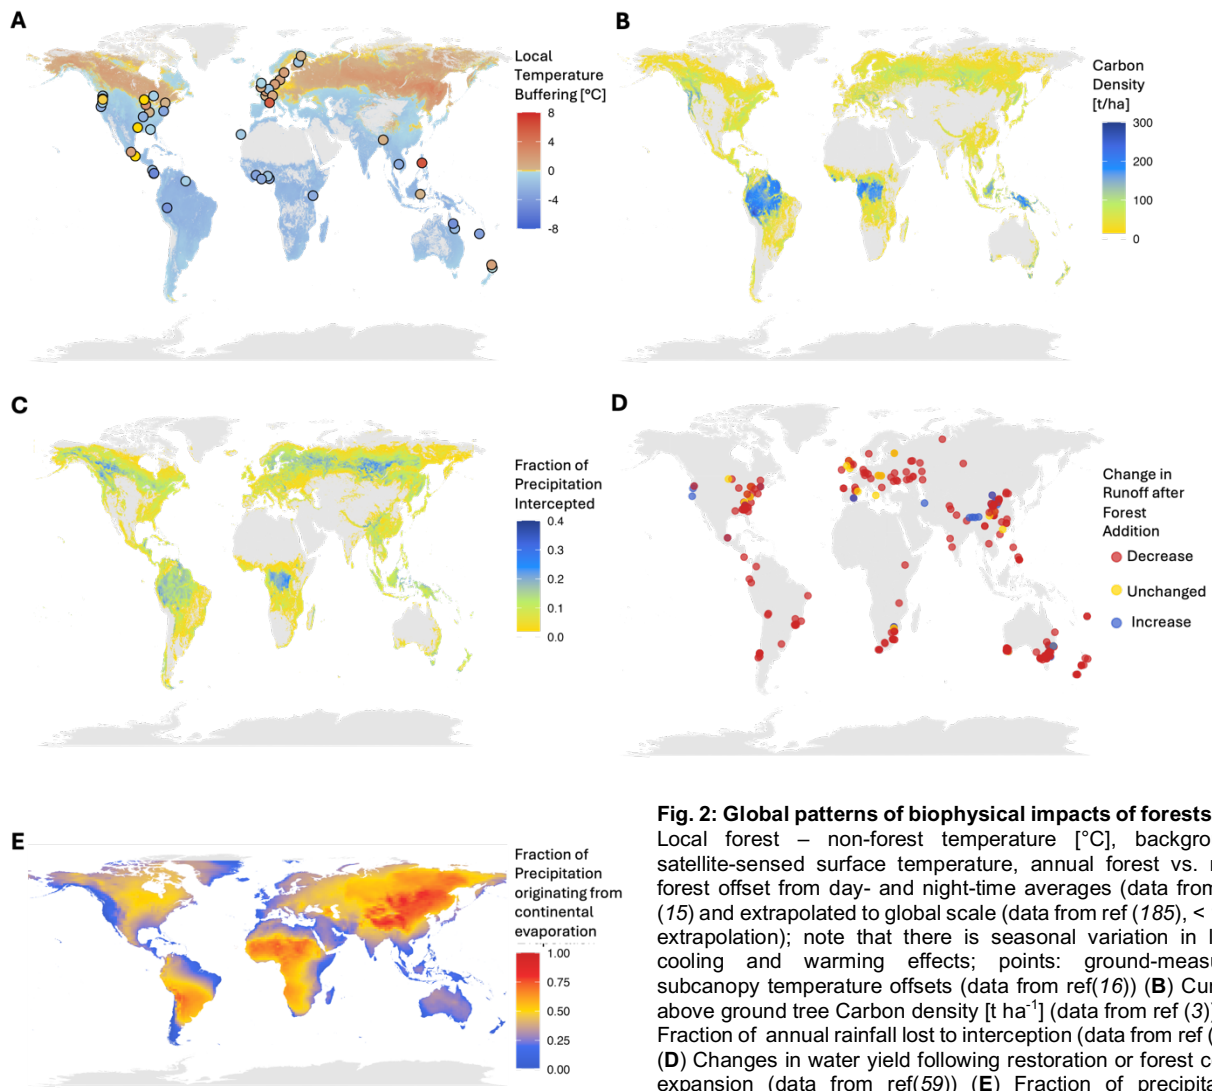 A
Local
Temperature
Buffering [°C]
8
4
0
-4
-8
B
Carbon
Density
[t/ha]
300
200
100
0
C
Fraction of
Precipitation
Intercepted
0.4
0.3
0.2
0.1
0.0
D
Change in
Runoff after
Forest
Addition
Decrease
Unchanged
Increase
E
Fraction of
Precipitation
originating from
continental
evaporation
1.00
0.75
0.50
0.25
0.00
Fig. 2: Global patterns of biophysical impacts of forests
Local forest – non-forest temperature [°C],
satellite-sensed surface temperature, annual forest vs.
forest offset from day- and night-time averages (data from
(15) and extrapolated to global scale (data from ref (185), <
extrapolation); note that there is seasonal variation in
cooling and warming effects; points:
subcanopy temperature offsets (data from ref(16)) (B)
above ground tree Carbon density [t ha-1] (data from ref (3))
Fraction of annual rainfall lost to interception (data from ref (
(D) Changes in water yield following restoration or forest
expansion (data from ref(59)) (E) Fraction of